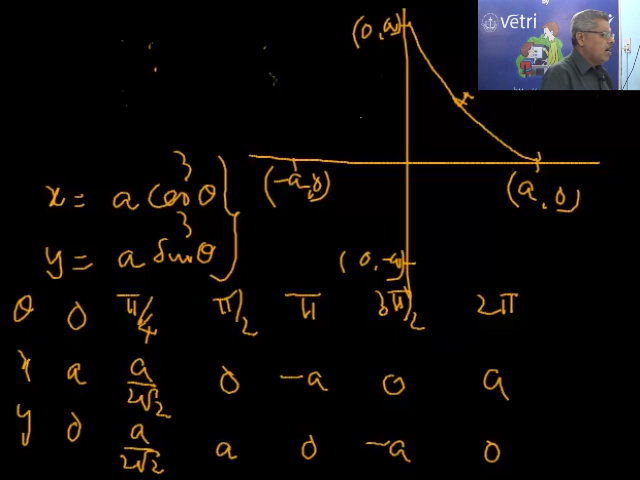 vetri
(0, a)
(-a, 0)
(a, 0)
x = a cos³θ
y = a sin³θ
(0, -a)
θ 0 π/4 π/2 π 3π/2 2π
x a a/2√2 0 -a 0 a
y 0 a/2√2 a 0 -a 0